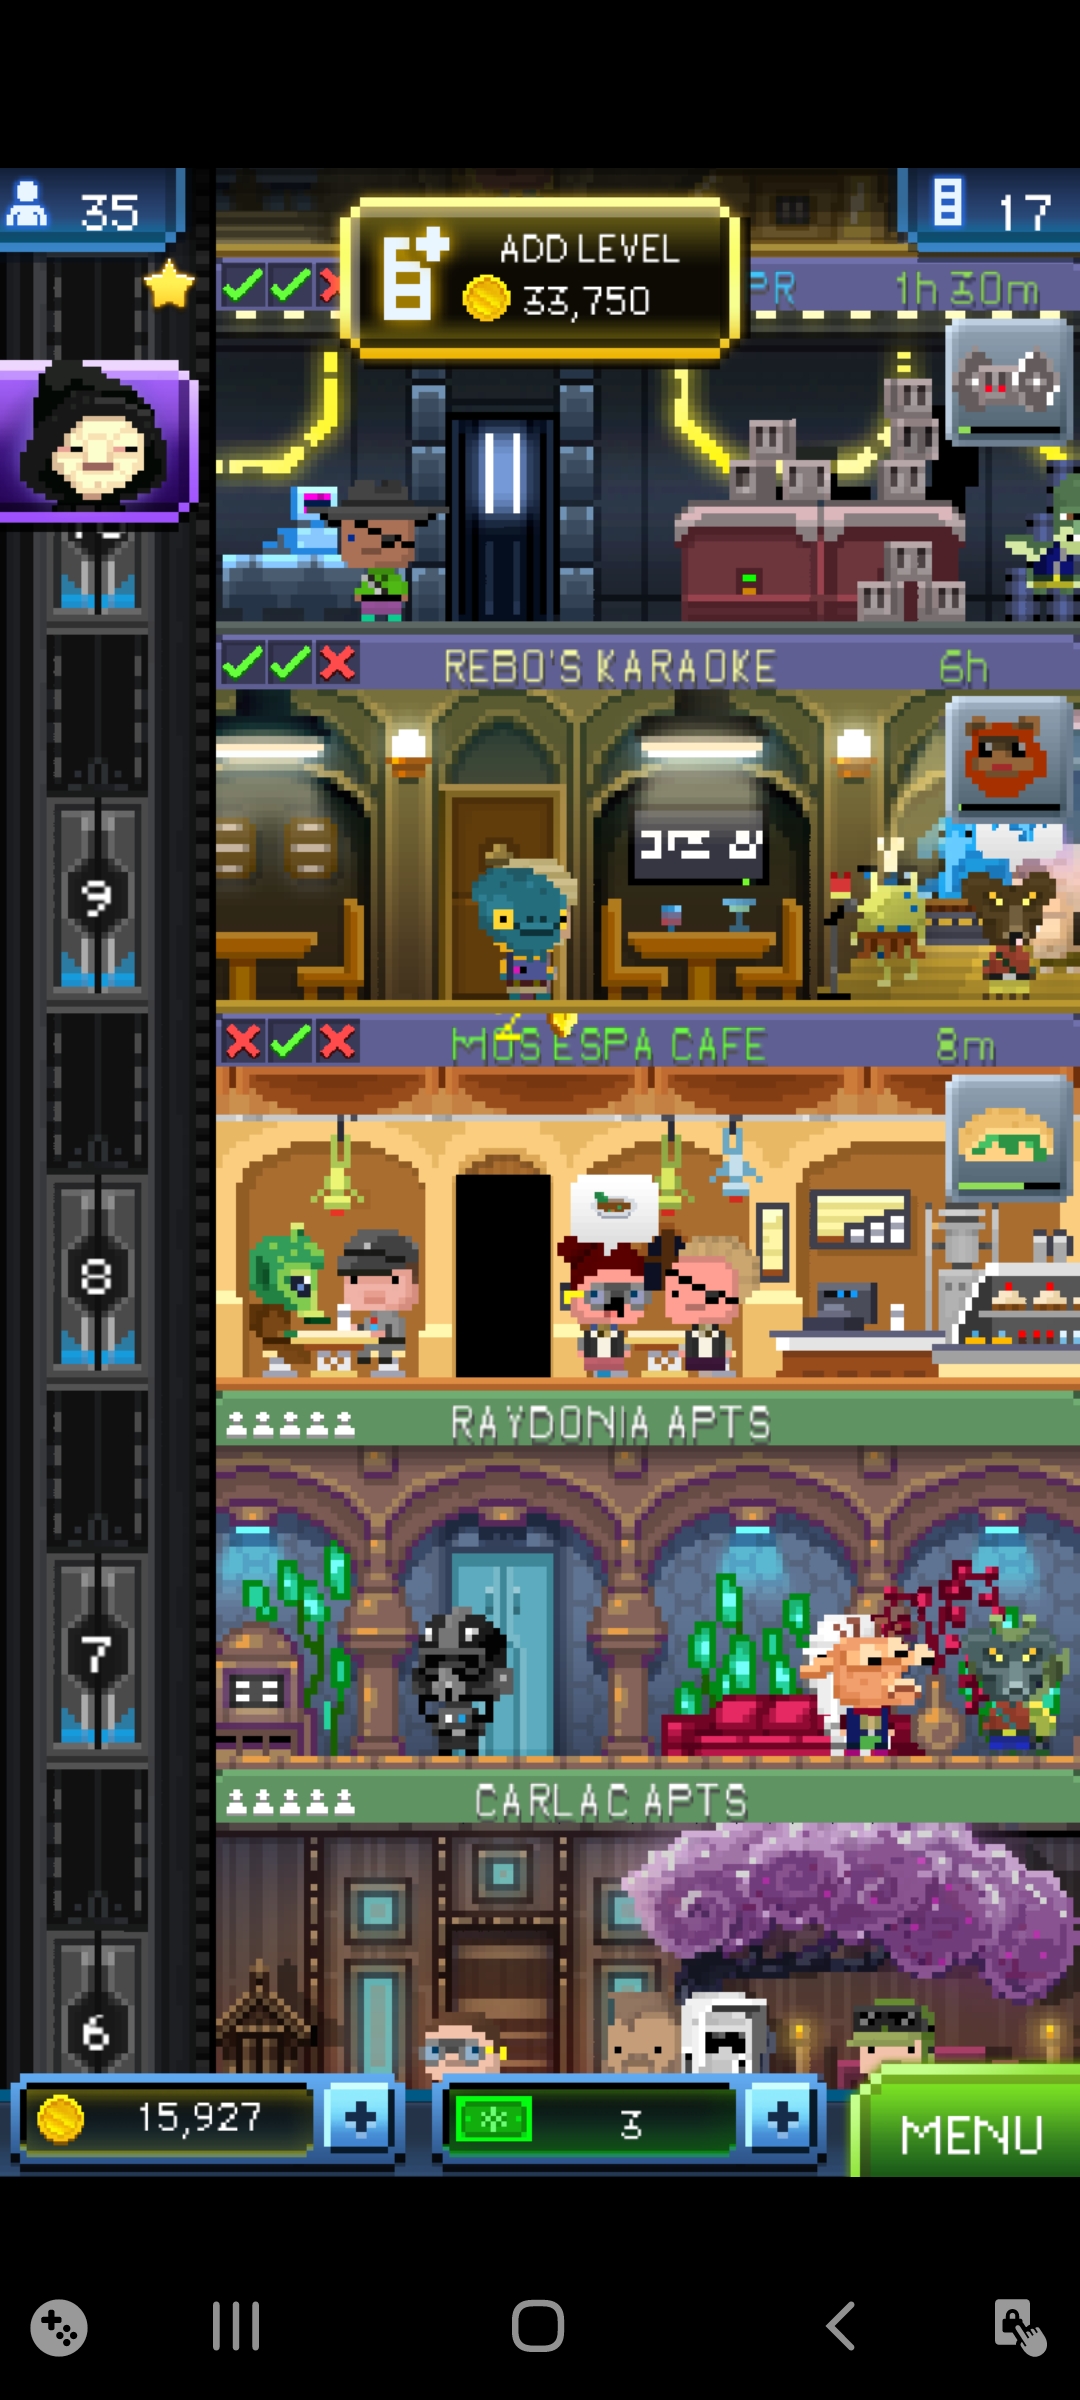 35
17
ADD LEVEL
33,750
PR 1h 30m
REBO'S KARAOKE 6h
9
MOS ESPA CAFE 8m
8
RAYDONIA APTS
7
CARLAC APTS
6
15,927
3
MENU